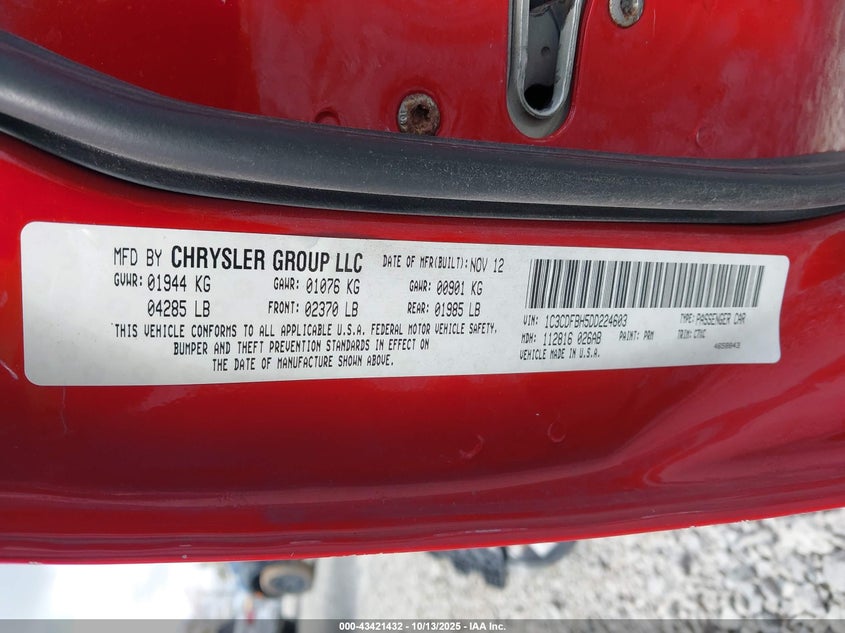 MFD BY CHRYSLER GROUP LLC DATE OF MFR(BUILT): NOV 12
GVWR: 01944 KG GAWR: 01076 KG GAWR: 00901 KG
04285 LB FRONT: 02370 LB REAR: 01985 LB
THIS VEHICLE CONFORMS TO ALL APPLICABLE U.S.A. FEDERAL MOTOR VEHICLE SAFETY,
BUMPER AND THEFT PREVENTION STANDARDS IN EFFECT ON
THE DATE OF MANUFACTURE SHOWN ABOVE.
VIN: 1C3CDFBH5DD224603 TYPE: PASSENGER CAR
MDH: 112816 026AB PAINT: PRM TRIM:
VEHICLE MADE IN U.S.A.
000-43421432 | 10/13/2025 - IAA Inc.